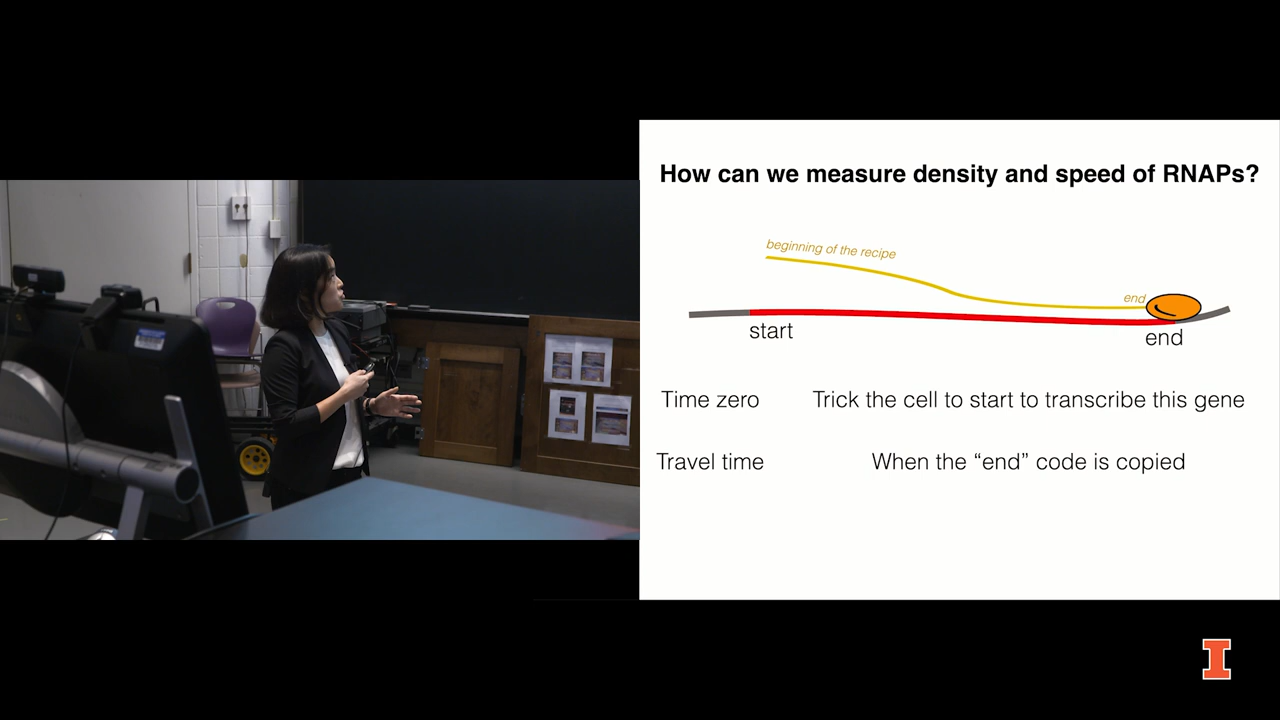 How can we measure density and speed of RNAPs?
beginning of the recipe
end
start
end
Time zero Trick the cell to start to transcribe this gene
Travel time When the “end” code is copied
I